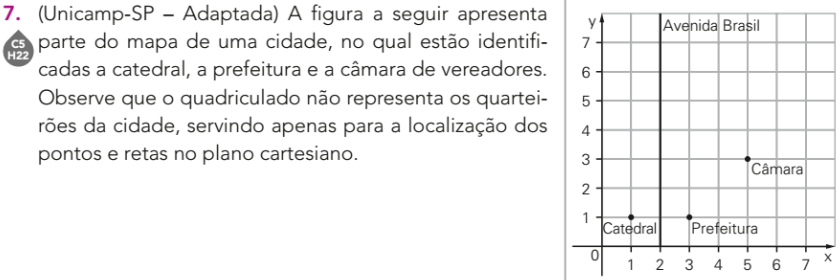 7. (Unicamp-SP – Adaptada) A figura a seguir apresenta
C5
H22
parte do mapa de uma cidade, no qual estão identifi-
cadas a catedral, a prefeitura e a câmara de vereadores.
Observe que o quadriculado não representa os quartei-
rões da cidade, servindo apenas para a localização dos
pontos e retas no plano cartesiano.
y
Avenida Brasil
7
6
5
4
3
Câmara
2
1
Catedral
Prefeitura
0
1 2 3 4 5 6 7 x